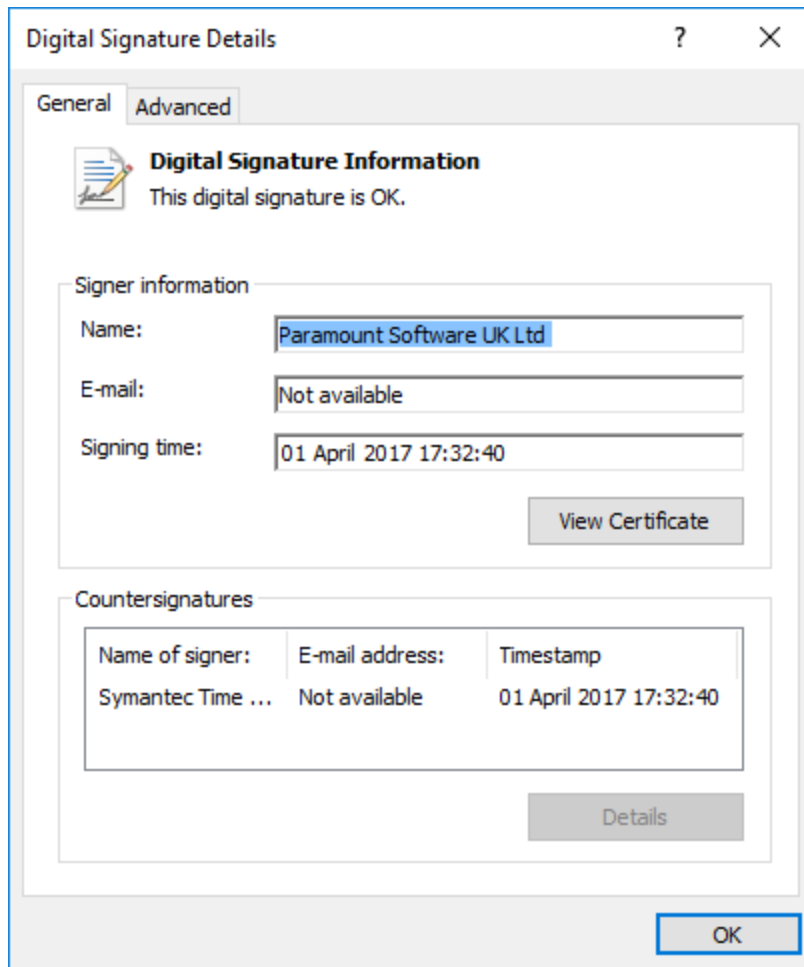 Digital Signature Details ?
General Advanced
Digital Signature Information
This digital signature is OK.
Signer information
Name: Paramount Software UK Ltd
E-mail: Not available
Signing time: 01 April 2017 17:32:40
View Certificate
Countersignatures
Name of signer: E-mail address: Timestamp
Symantec Time ... Not available 01 April 2017 17:32:40
Details
OK